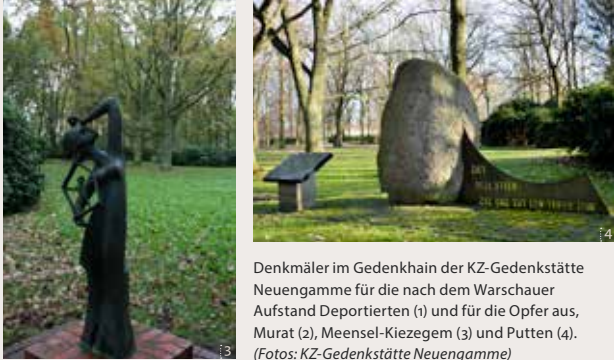 3
4
Denkmäler im Gedenkhain der KZ-Gedenkstätte
Neuengamme für die nach dem Warschauer
Aufstand Deportierten (1) und für die Opfer aus,
Murat (2), Meensel-Kiezegem (3) und Putten (4).
(Fotos: KZ-Gedenkstätte Neuengamme)